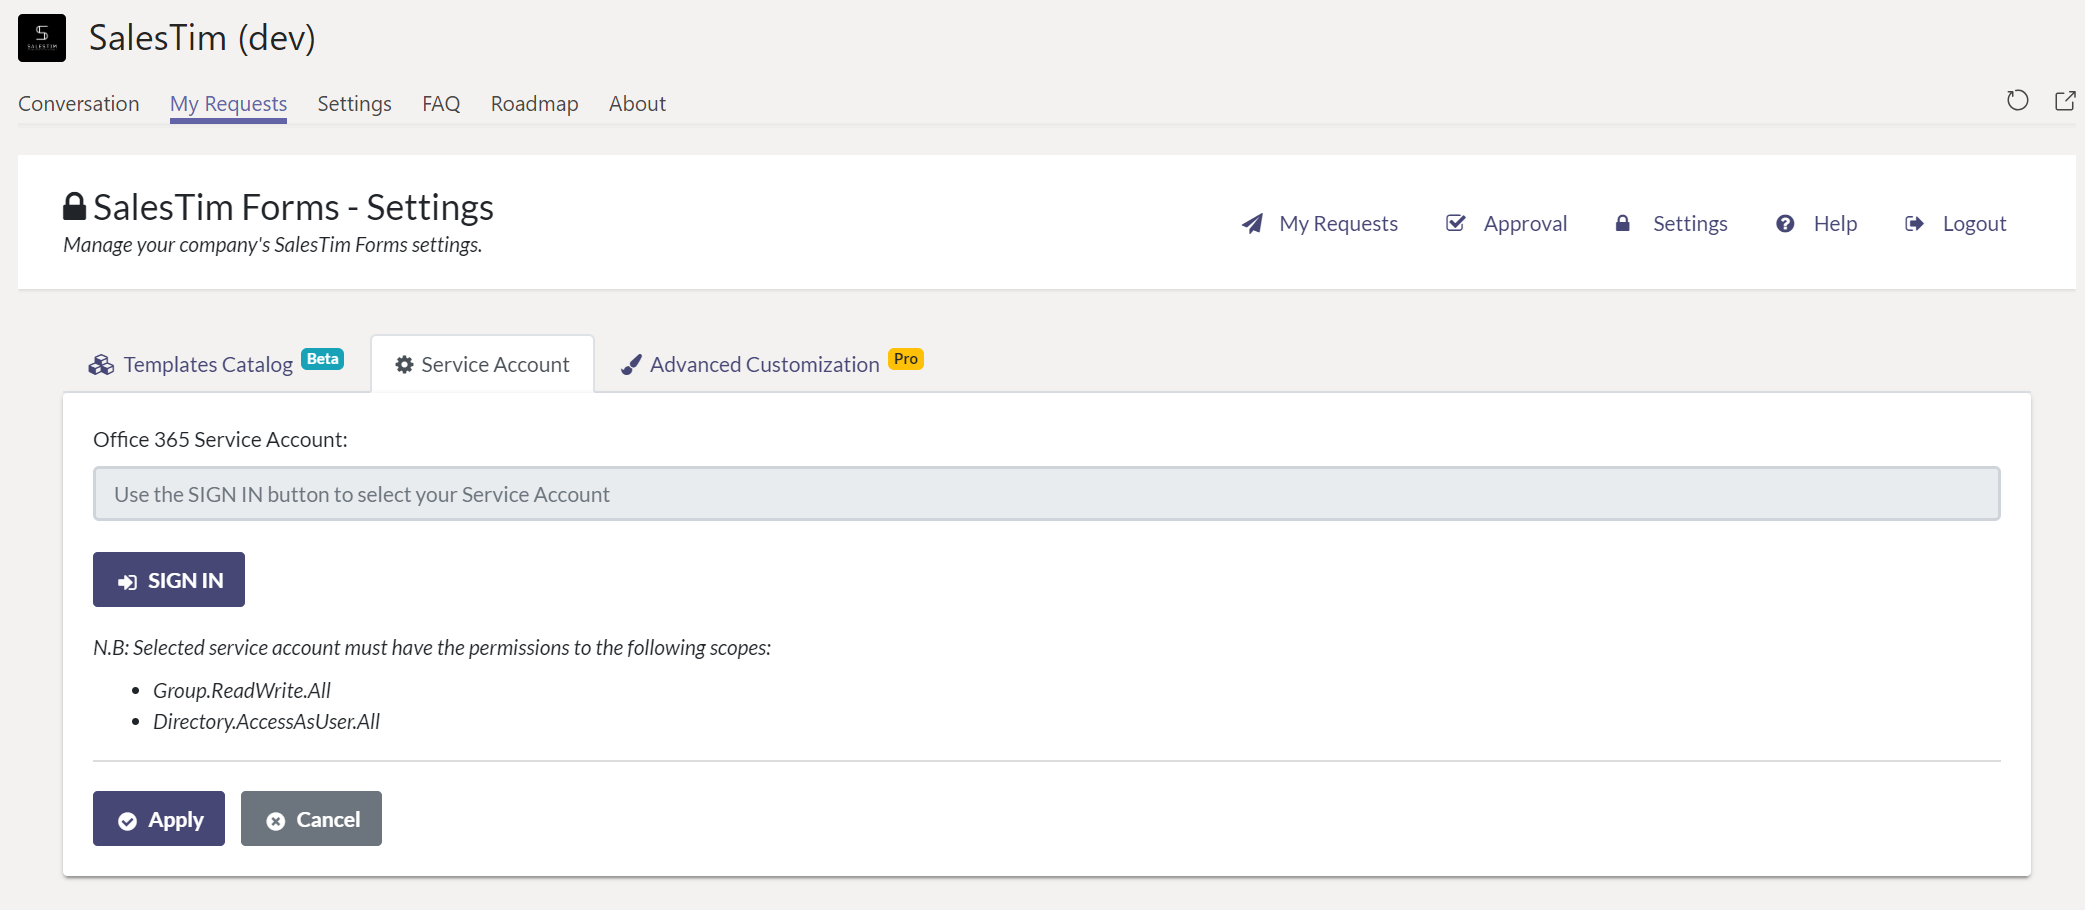 SALESTIM
SalesTim (dev)
Conversation My Requests Settings FAQ Roadmap About
SalesTim Forms - Settings
Manage your company's SalesTim Forms settings.
My Requests Approval Settings Help Logout
Templates Catalog Beta Service Account Advanced Customization Pro
Office 365 Service Account:
Use the SIGN IN button to select your Service Account
SIGN IN
N.B: Selected service account must have the permissions to the following scopes:
• Group.ReadWrite.All
• Directory.AccessAsUser.All
Apply Cancel